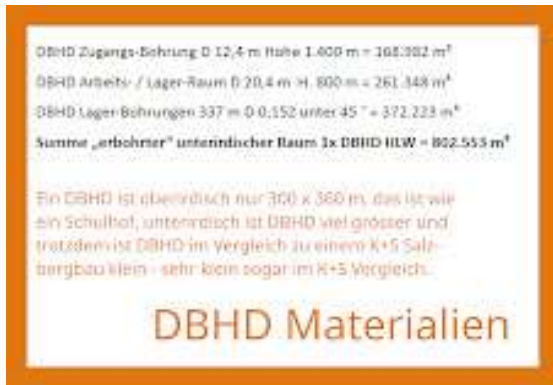 DBHD Zugangs-Bohrung D 12,4 m Höhe 1.400 m = 168.982 m³
DBHD Arbeits- / Lager-Raum D 20,4 m H. 800 m = 261.348 m³
DBHD Lager-Bohrungen 337 m D 0,152 unter 45 ° = 372.223 m³
Summe „erbohrter“ unterirdischer Raum 1x DBHD HLW = 802.553 m³
Ein DBHD ist oberirdisch nur 300 x 360 m, das ist wie
ein Schulhof, unterirdisch ist DBHD viel grösser und
trotzdem ist DBHD im Vergleich zu einem K+S Salz-
bergbau klein - sehr klein sogar im K+S Vergleich.
DBHD Materialien